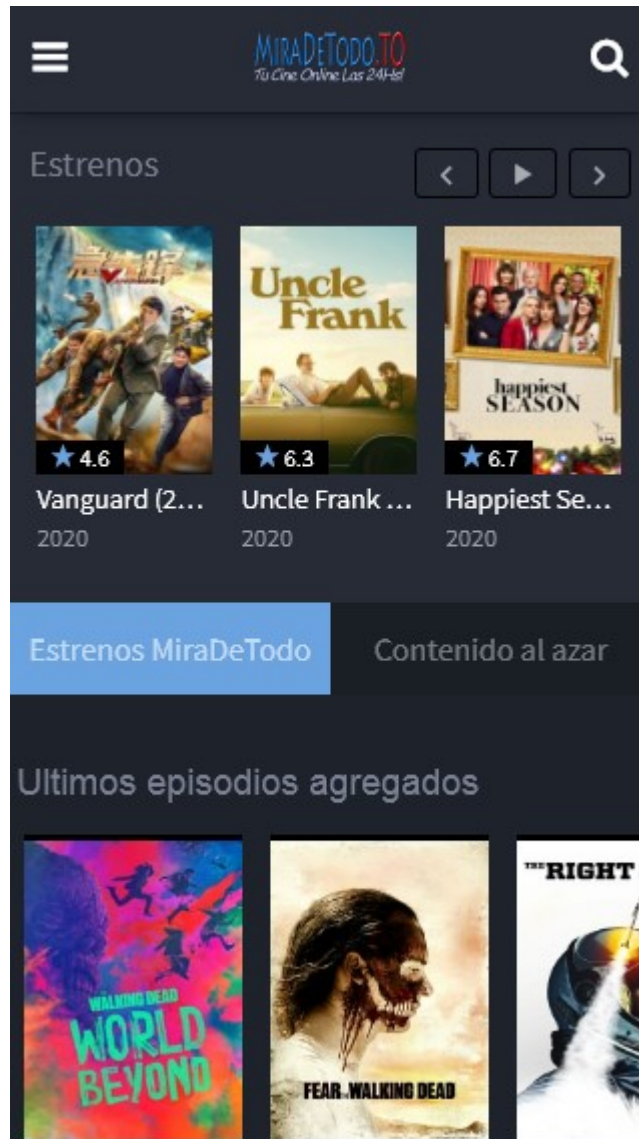 MIRADETODO.TO
Tu Cine Online Las 24Hs!
Estrenos
Uncle
Frank
happiest
SEASON
4.6
6.3
6.7
Vanguard (2...
Uncle Frank ...
Happiest Se...
2020
2020
2020
Estrenos MiraDeTodo
Contenido al azar
Ultimos episodios agregados
THE RIGHT
WALKING DEAD
WORLD
BEYOND
FEAR THE WALKING DEAD